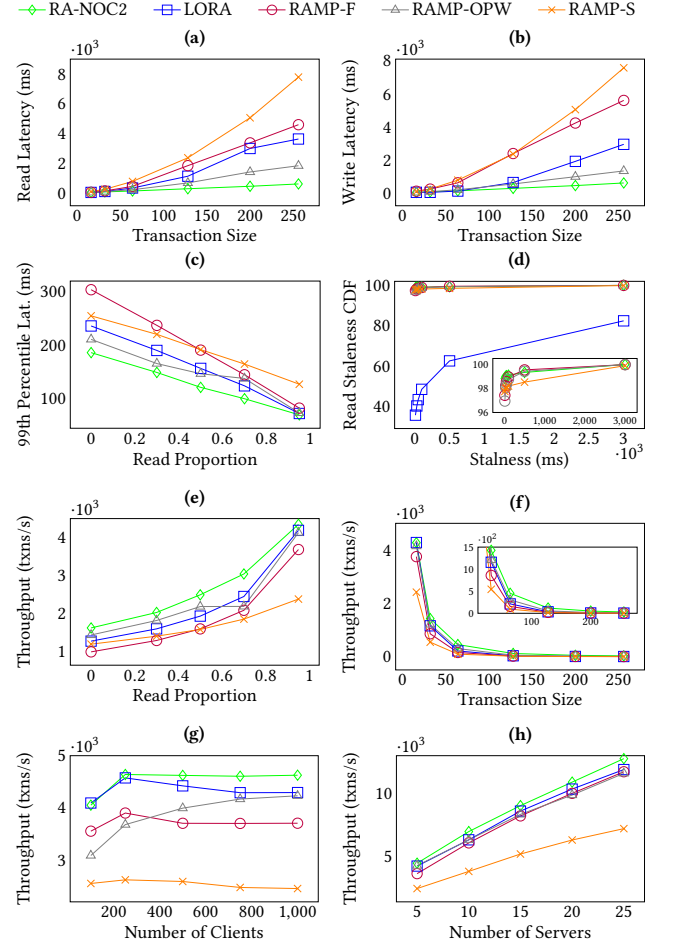 RA-NOC2 LORA RAMP-F RAMP-OPW RAMP-S
(a)
·10³
Read Latency (ms)
8
6
4
2
0
0 50 100 150 200 250
Transaction Size
(b)
·10³
Write Latency (ms)
8
6
4
2
0
0 50 100 150 200 250
Transaction Size
(c)
99th Percentile Lat. (ms)
300
200
100
0 0.2 0.4 0.6 0.8 1
Read Proportion
(d)
Read Staleness CDF
100
80
60
40
0 0.5 1 1.5 2 2.5 3
·10³
Stalness (ms)
100
98
96
0 1,000 2,000 3,000
(e)
·10³
Throughput (txns/s)
4
3
2
1
0 0.2 0.4 0.6 0.8 1
Read Proportion
(f)
·10³
Throughput (txns/s)
4
2
0
0 50 100 150 200 250
Transaction Size
·10²
15
10
5
0
100 200
(g)
·10³
Throughput (txns/s)
5
4
3
200 400 600 800 1,000
Number of Clients
(h)
·10³
Throughput (txns/s)
10
5
5 10 15 20 25
Number of Servers